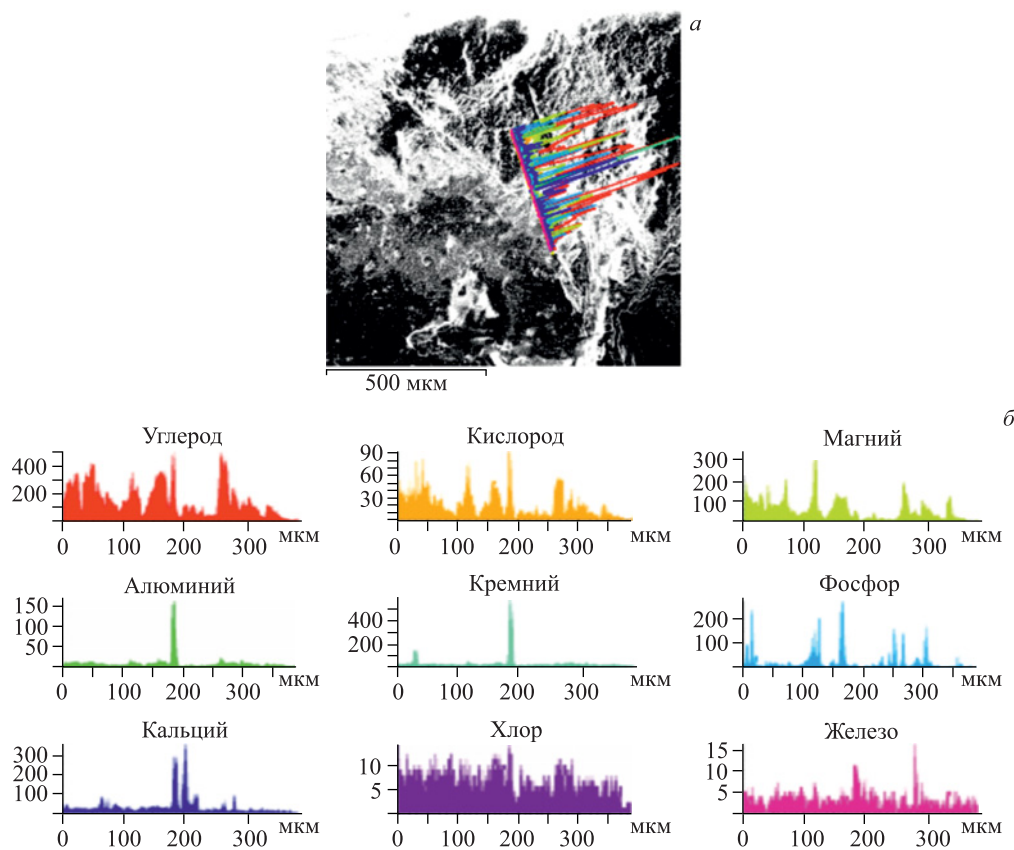 а
500 мкм
б
Углерод Кислород Магний
400
200
0 100 200 300 мкм
90
60
30
0 100 200 300 мкм
300
200
100
0 100 200 300 мкм
Алюминий Кремний Фосфор
150
100
50
0 100 200 300 мкм
400
200
0 100 200 300 мкм
200
100
0 100 200 300 мкм
Кальций Хлор Железо
300
200
100
0 100 200 300 мкм
10
5
0 100 200 300 мкм
15
10
5
0 100 200 300 мкм